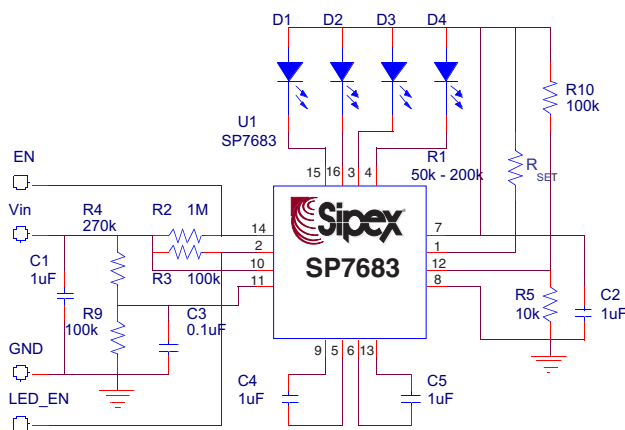 D1 D2 D3 D4
R10
100k
U1
SP7683
R1
50k - 200k
R
SET
EN
15 16 3 4
Vin
R4
270k
R2 1M
14
2
10
11
Sipex®
SP7683
7
1
12
8
C1
1uF
R3 100k
R9
100k
C3
0.1uF
R5
10k
C2
1uF
GND
9 5 6 13
LED_EN
C4
1uF
C5
1uF